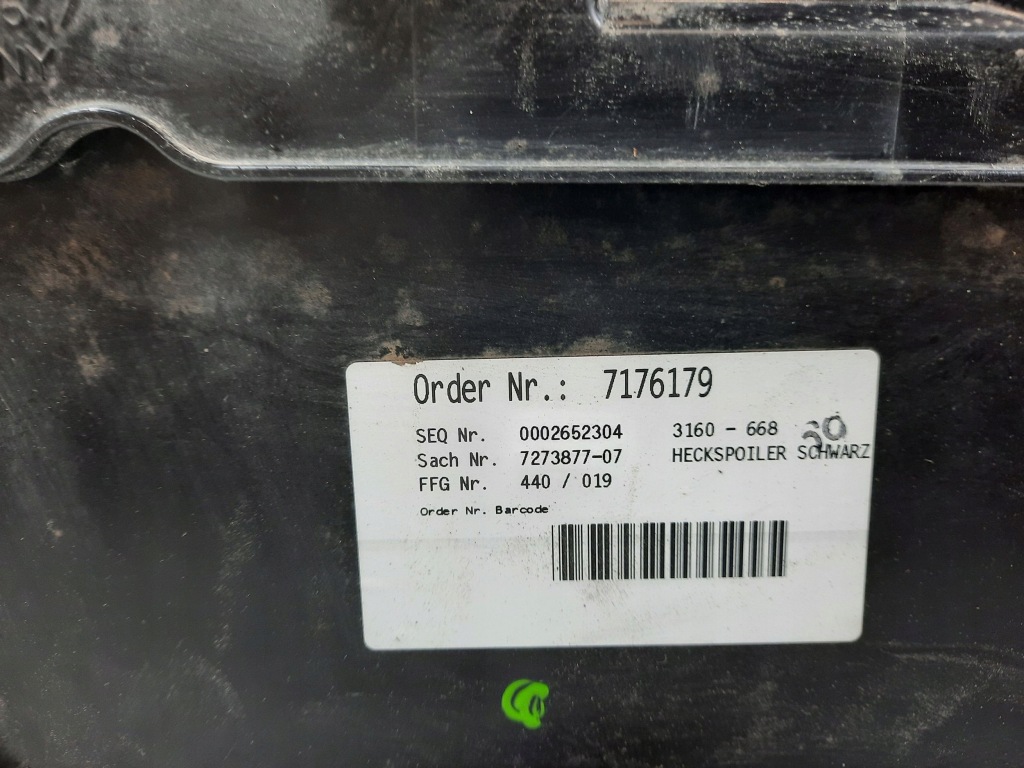 Order Nr.: 7176179
SEQ Nr. 0002652304 3160 - 668 30
Sach Nr. 7273877-07 HECKSPOILER SCHWARZ
FFG Nr. 440 / 019
Order Nr. Barcode